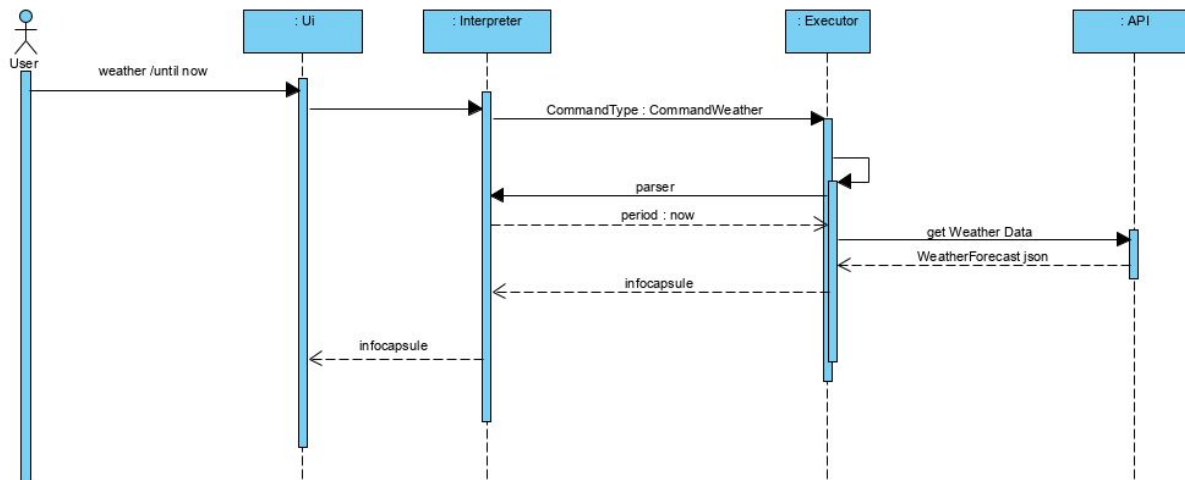 : Ui
: Interpreter
: Executor
: API
User
weather /until now
CommandType : CommandWeather
parser
period : now
get Weather Data
WeatherForecast json
infocapsule
infocapsule